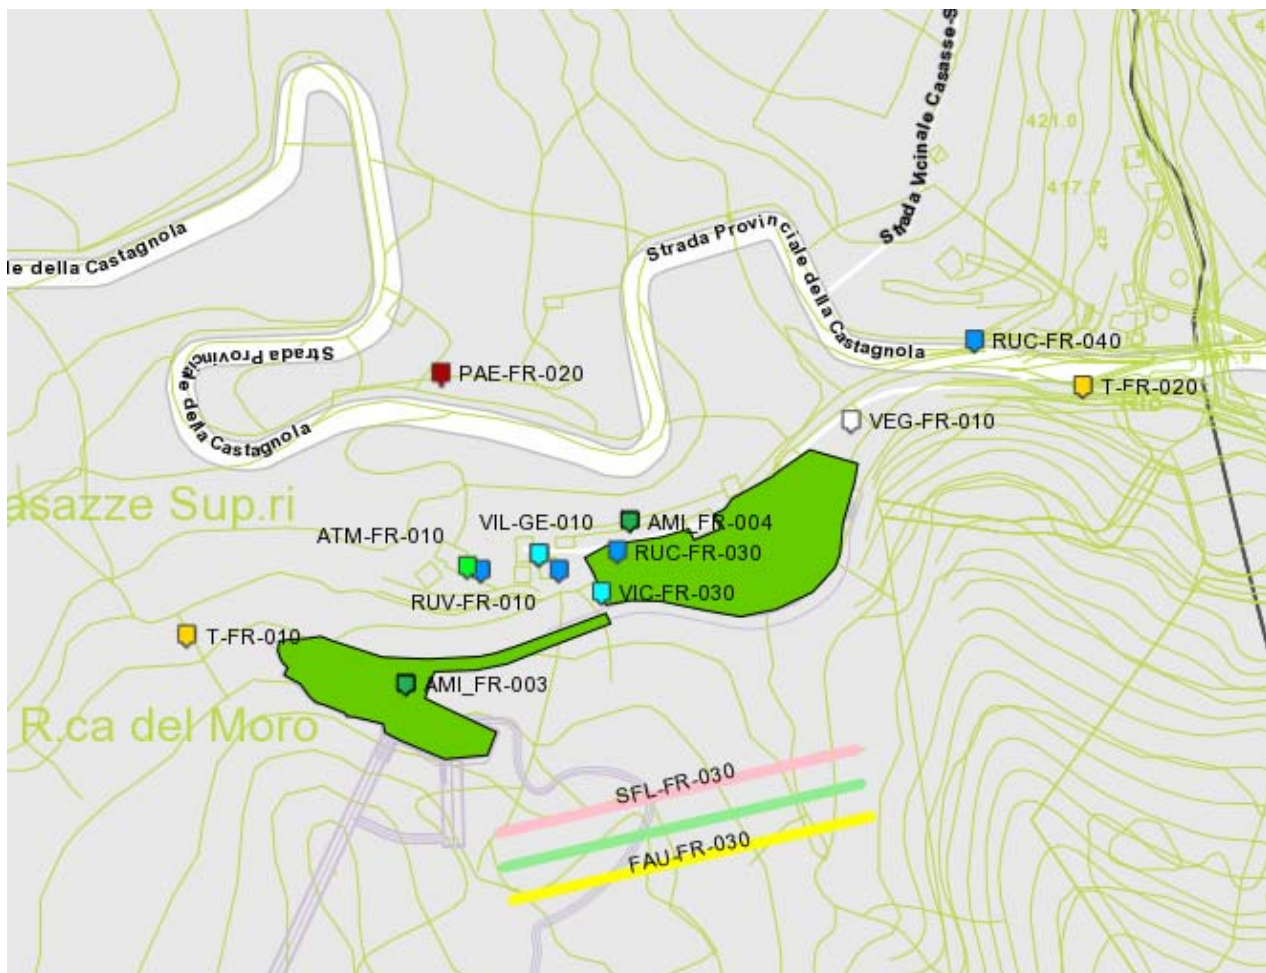 Strada Vicinale Casasse-S
421.0
417.7
le della Castagnola
Strada Provinciale della Castagnola
Strada Provinciale della Castagnola
RUC-FR-040
PAE-FR-020
T-FR-020
VEG-FR-010
asazze Sup.ri
VIL-GE-010
AMI_FR-004
ATM-FR-010
RUC-FR-030
RUV-FR-010
VIC-FR-030
T-FR-010
AMI_FR-003
R.ca del Moro
SFL-FR-030
FAU-FR-030